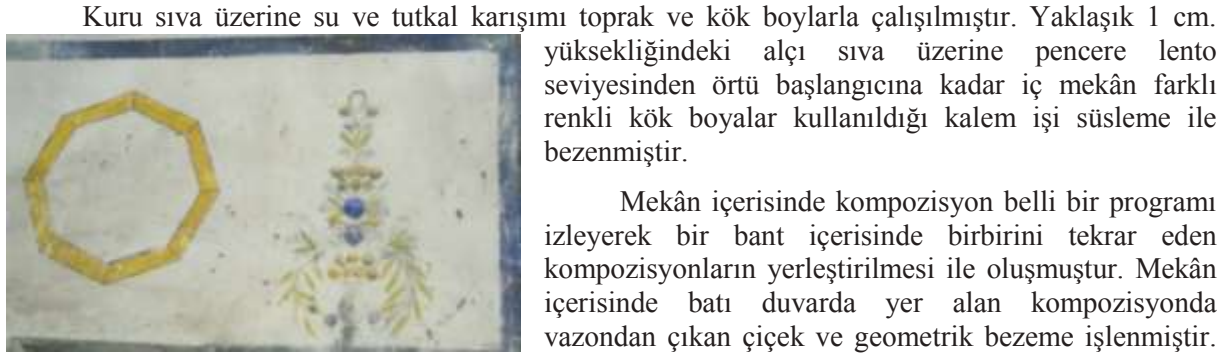 Kuru sıva üzerine su ve tutkal karışımı toprak ve kök boylarla çalışılmıştır. Yaklaşık 1 cm.
yüksekliğindeki alçı sıva üzerine pencere lento
seviyesinden örtü başlangıcına kadar iç mekân farklı
renkli kök boyalar kullanıldığı kalem işi süsleme ile
bezenmiştir.
Mekân içerisinde kompozisyon belli bir programı
izleyerek bir bant içerisinde birbirini tekrar eden
kompozisyonların yerleştirilmesi ile oluşmuştur. Mekân
içerisinde batı duvarda yer alan kompozisyonda
vazondan çıkan çiçek ve geometrik bezeme işlenmiştir.